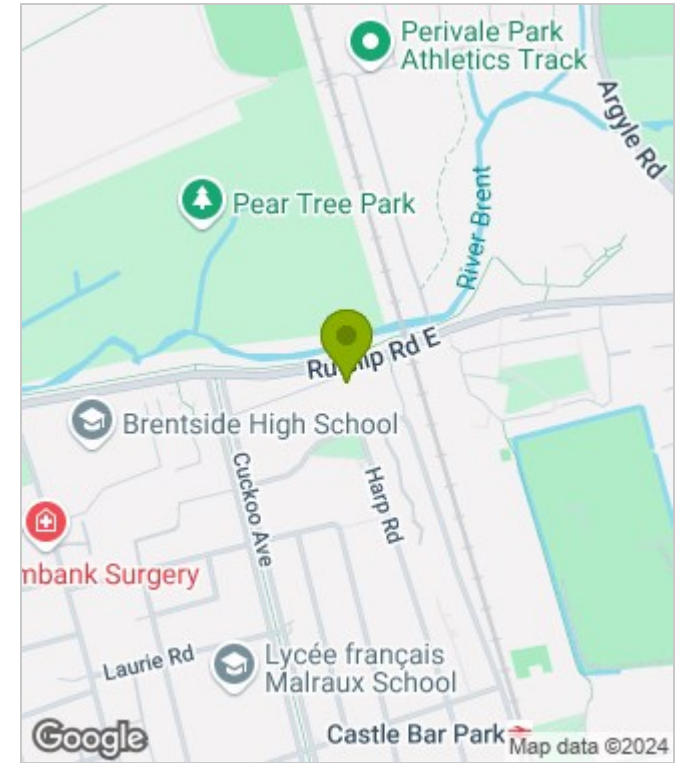 Perivale Park
Athletics Track
Argyle Rd
Pear Tree Park
River Brent
Rd E
Brentside High School
Cuckoo Ave
Harp Rd
Surgery
Laurie Rd
Lycée français
Malraux School
Castle Bar Park
Google
Map data ©2024